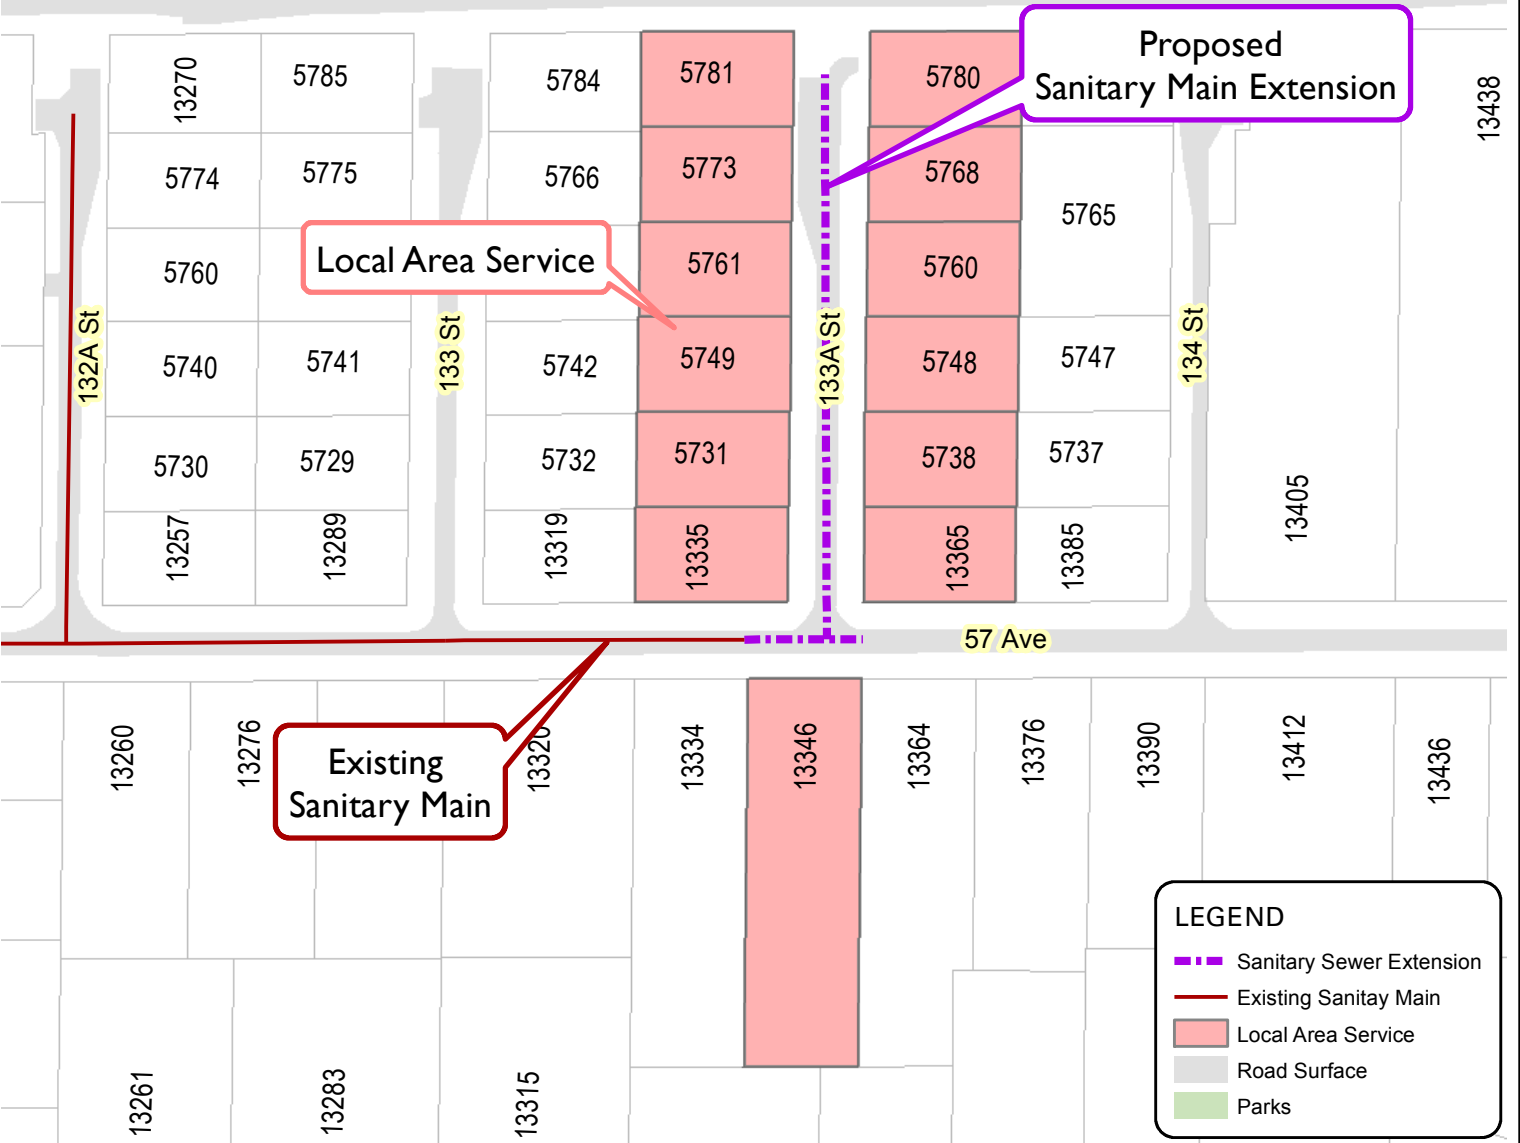 Proposed
Sanitary Main Extension
13270
5785
5784
5781
5780
13438
5774
5775
5766
5773
5768
5765
5760
Local Area Service
5761
5760
132A St
133 St
133A St
134 St
5740
5741
5742
5749
5748
5747
5730
5729
5732
5731
5738
5737
13257
13289
13319
13335
13365
13385
13405
57 Ave
13260
13276
13320
13334
13346
13364
13376
13390
13412
13436
Existing
Sanitary Main
13261
13283
13315
LEGEND
Sanitary Sewer Extension
Existing Sanitay Main
Local Area Service
Road Surface
Parks